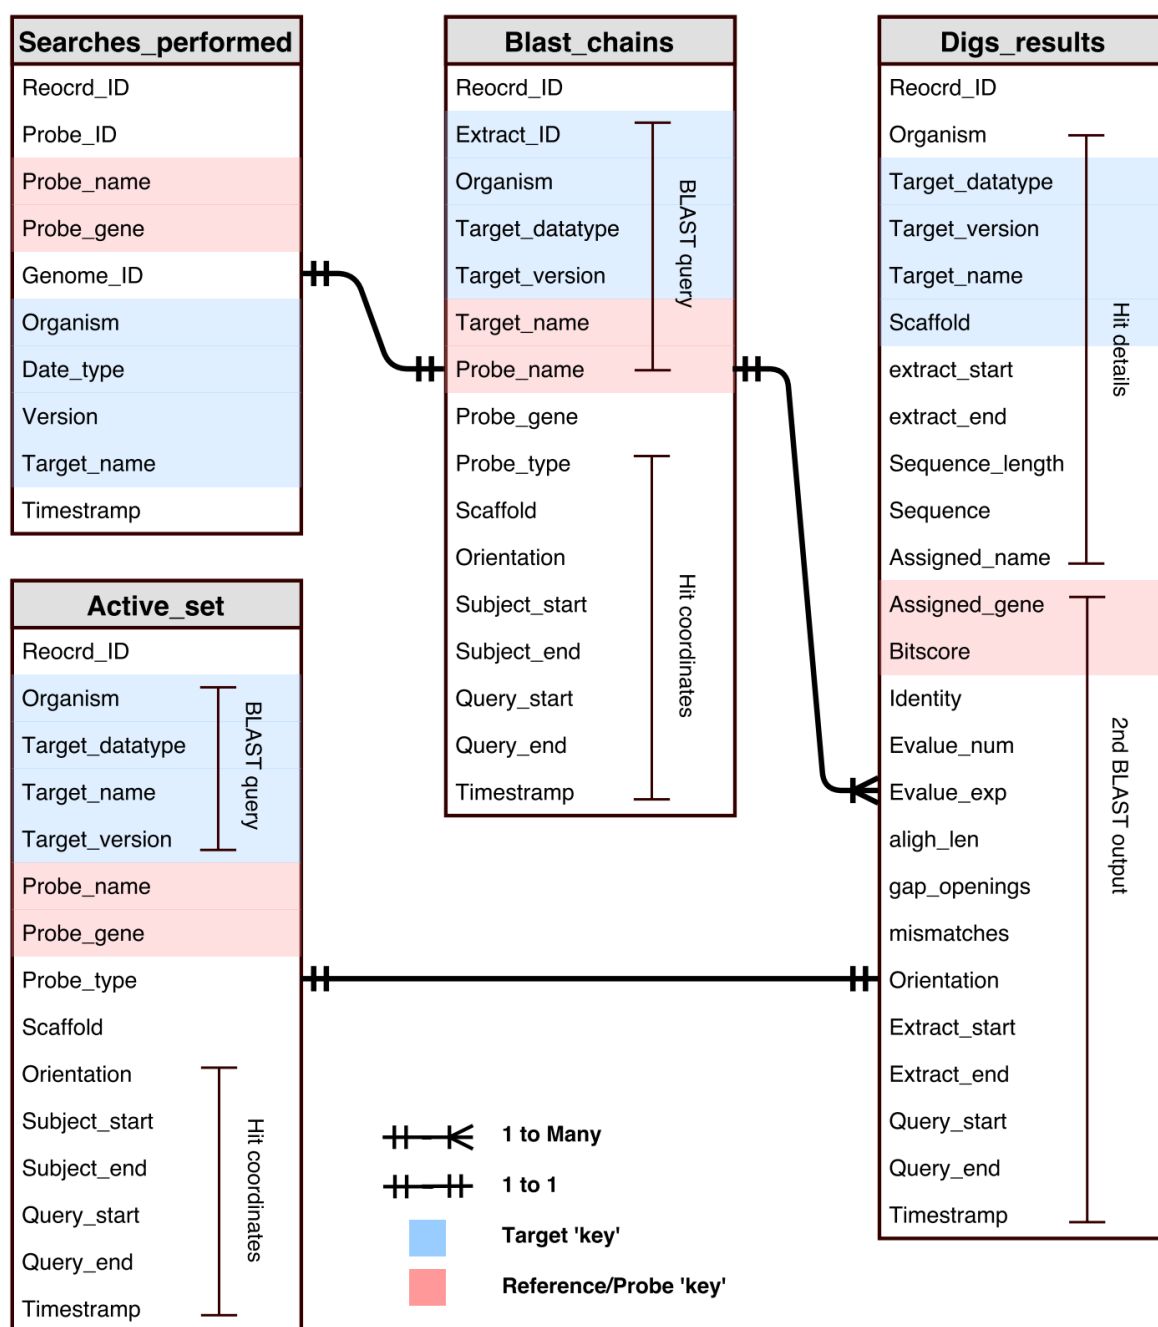 Searches_performed
Reocrd_ID
Probe_ID
Probe_name
Probe_gene
Genome_ID
Organism
Date_type
Version
Target_name
Timestramp
Active_set
Reocrd_ID
Organism
Target_datatype
Target_name
Target_version
BLAST query
Probe_name
Probe_gene
Probe_type
Scaffold
Orientation
Subject_start
Subject_end
Query_start
Query_end
Timestramp
Hit coordinates
Blast_chains
Reocrd_ID
Extract_ID
Organism
Target_datatype
Target_version
Target_name
Probe_name
BLAST query
Probe_gene
Probe_type
Scaffold
Orientation
Subject_start
Subject_end
Query_start
Query_end
Timestramp
Hit coordinates
Digs_results
Reocrd_ID
Organism
Target_datatype
Target_version
Target_name
Scaffold
extract_start
extract_end
Sequence_length
Sequence
Assigned_name
Hit details
Assigned_gene
Bitscore
Identity
Evalue_num
Evalue_exp
aligh_len
gap_openings
mismatches
Orientation
Extract_start
Extract_end
Query_start
Query_end
Timestramp
2nd BLAST output
1 to Many
1 to 1
Target 'key'
Reference/Probe 'key'